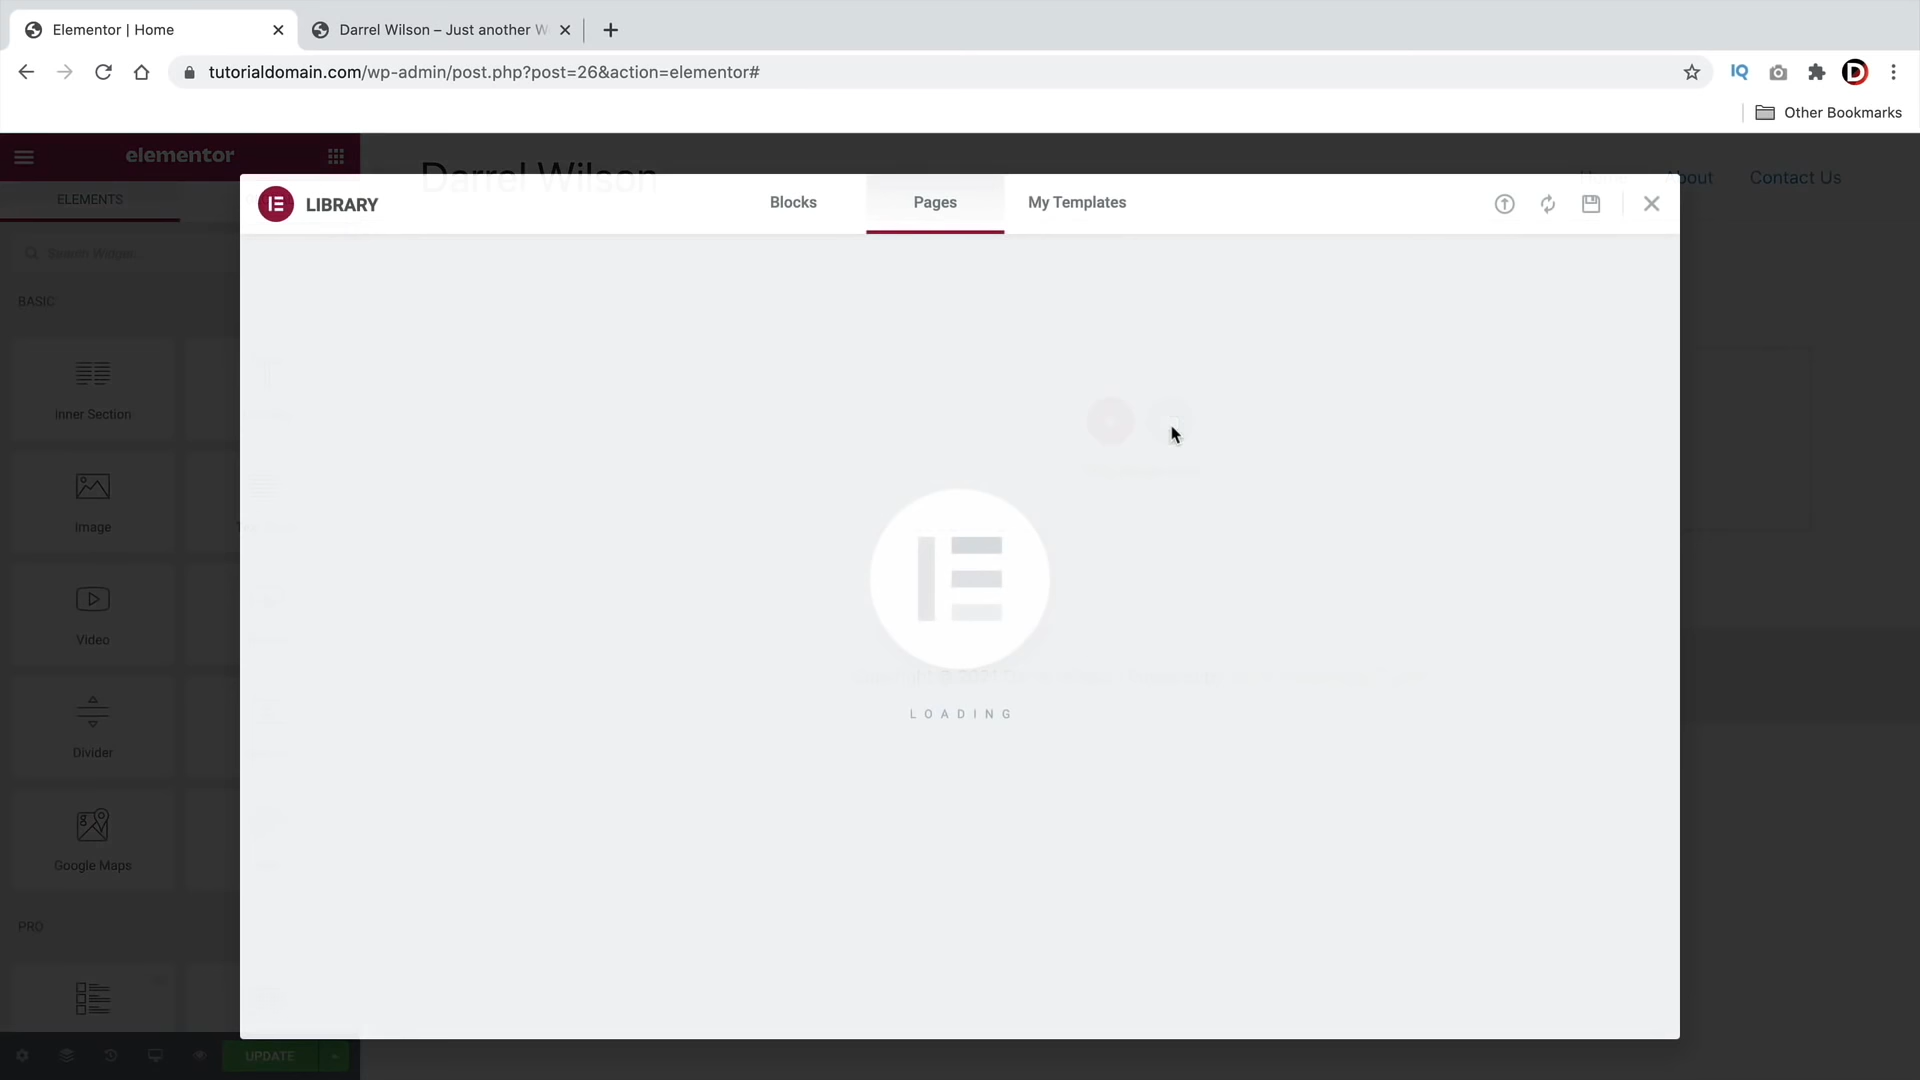 Elementor | Home
Darrel Wilson – Just another W
tutorialdomain.com/wp-admin/post.php?post=26&action=elementor#
IQ
Other Bookmarks
elementor
Darrel Wilson
Home
About
Contact Us
ELEMENTS
LIBRARY
Blocks
Pages
My Templates
Search Widget...
BASIC
Inner Section
Image
Video
Divider
Google Maps
LOADING
PRO
UPDATE